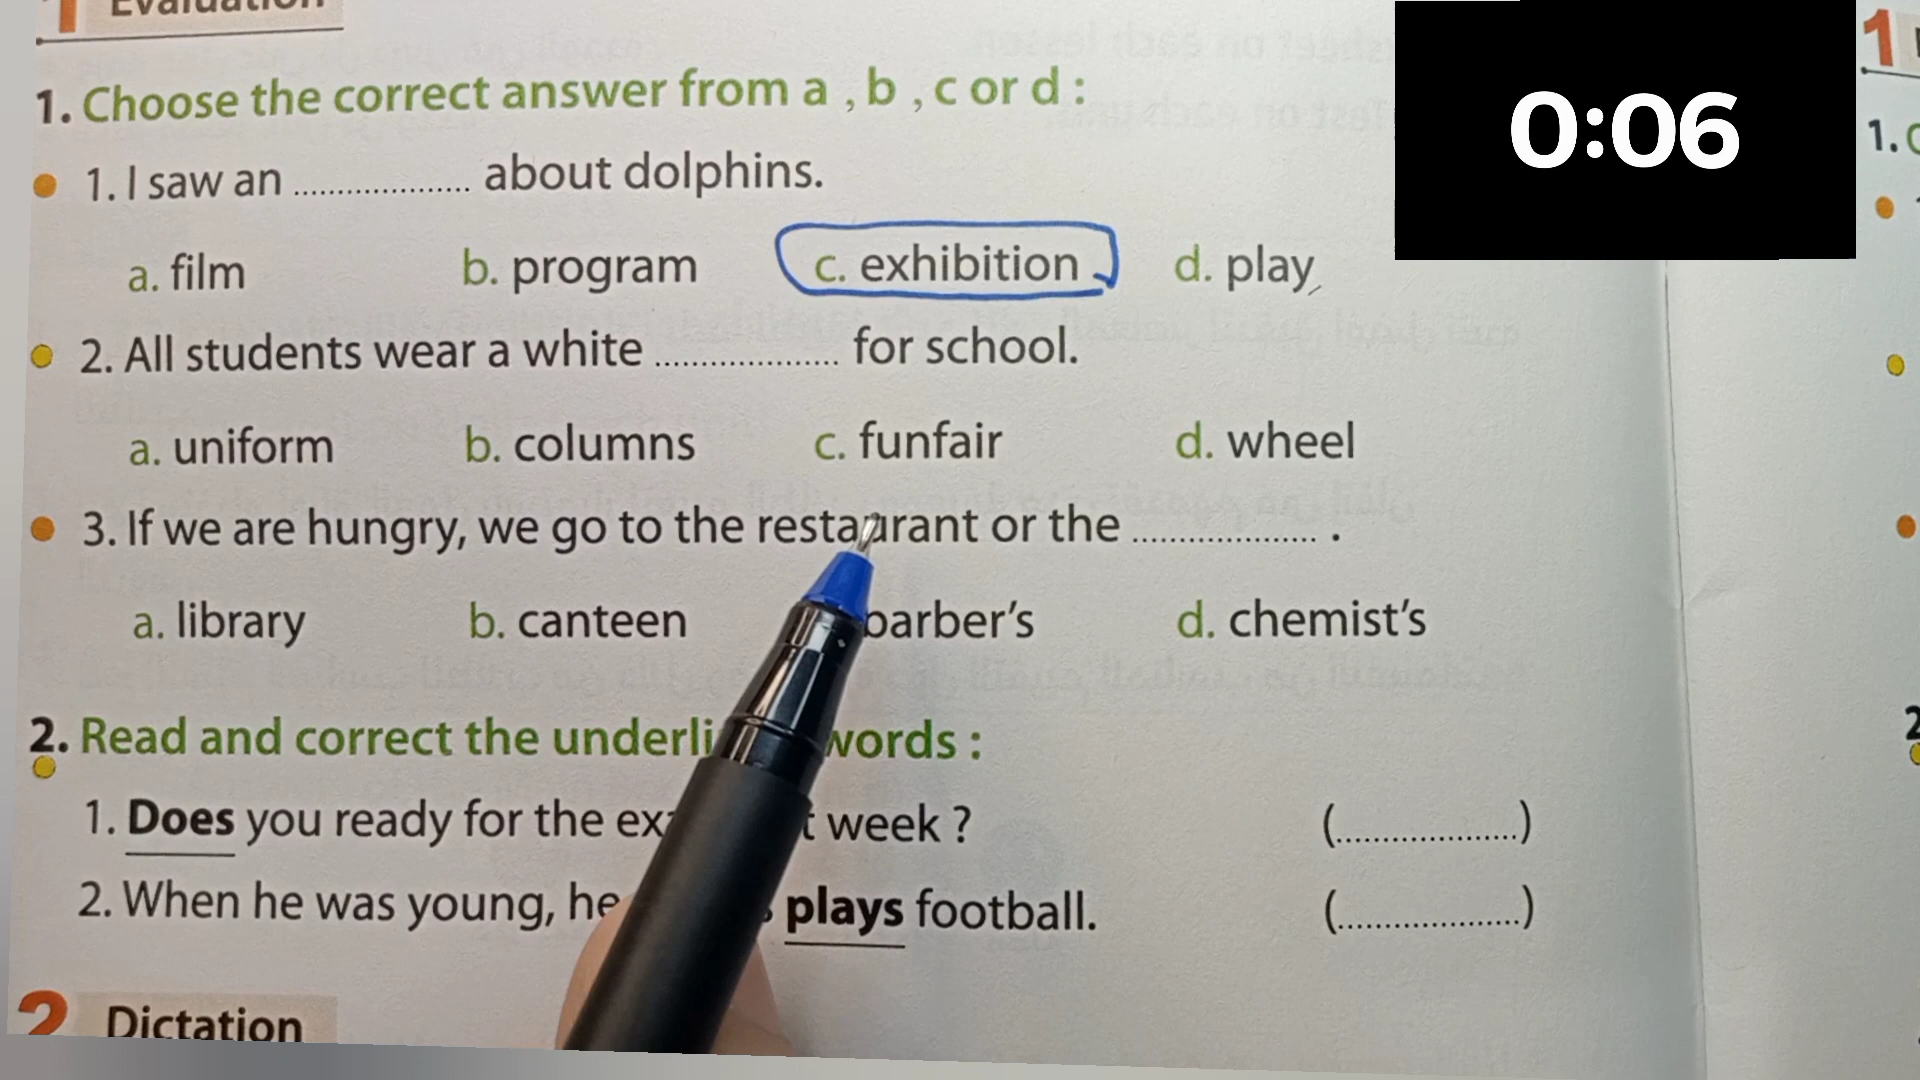 1 Evaluation
1. Choose the correct answer from a , b , c or d :
1. I saw an ................... about dolphins.
a. film b. program c. exhibition d. play
2. All students wear a white .................... for school.
a. uniform b. columns c. funfair d. wheel
3. If we are hungry, we go to the restaurant or the .................... .
a. library b. canteen barber's d. chemist's
2. Read and correct the words :
1. Does you ready for the week ? (....................)
2. When he was young, he plays football. (....................)
2 Dictation
0:06
1
1.
2